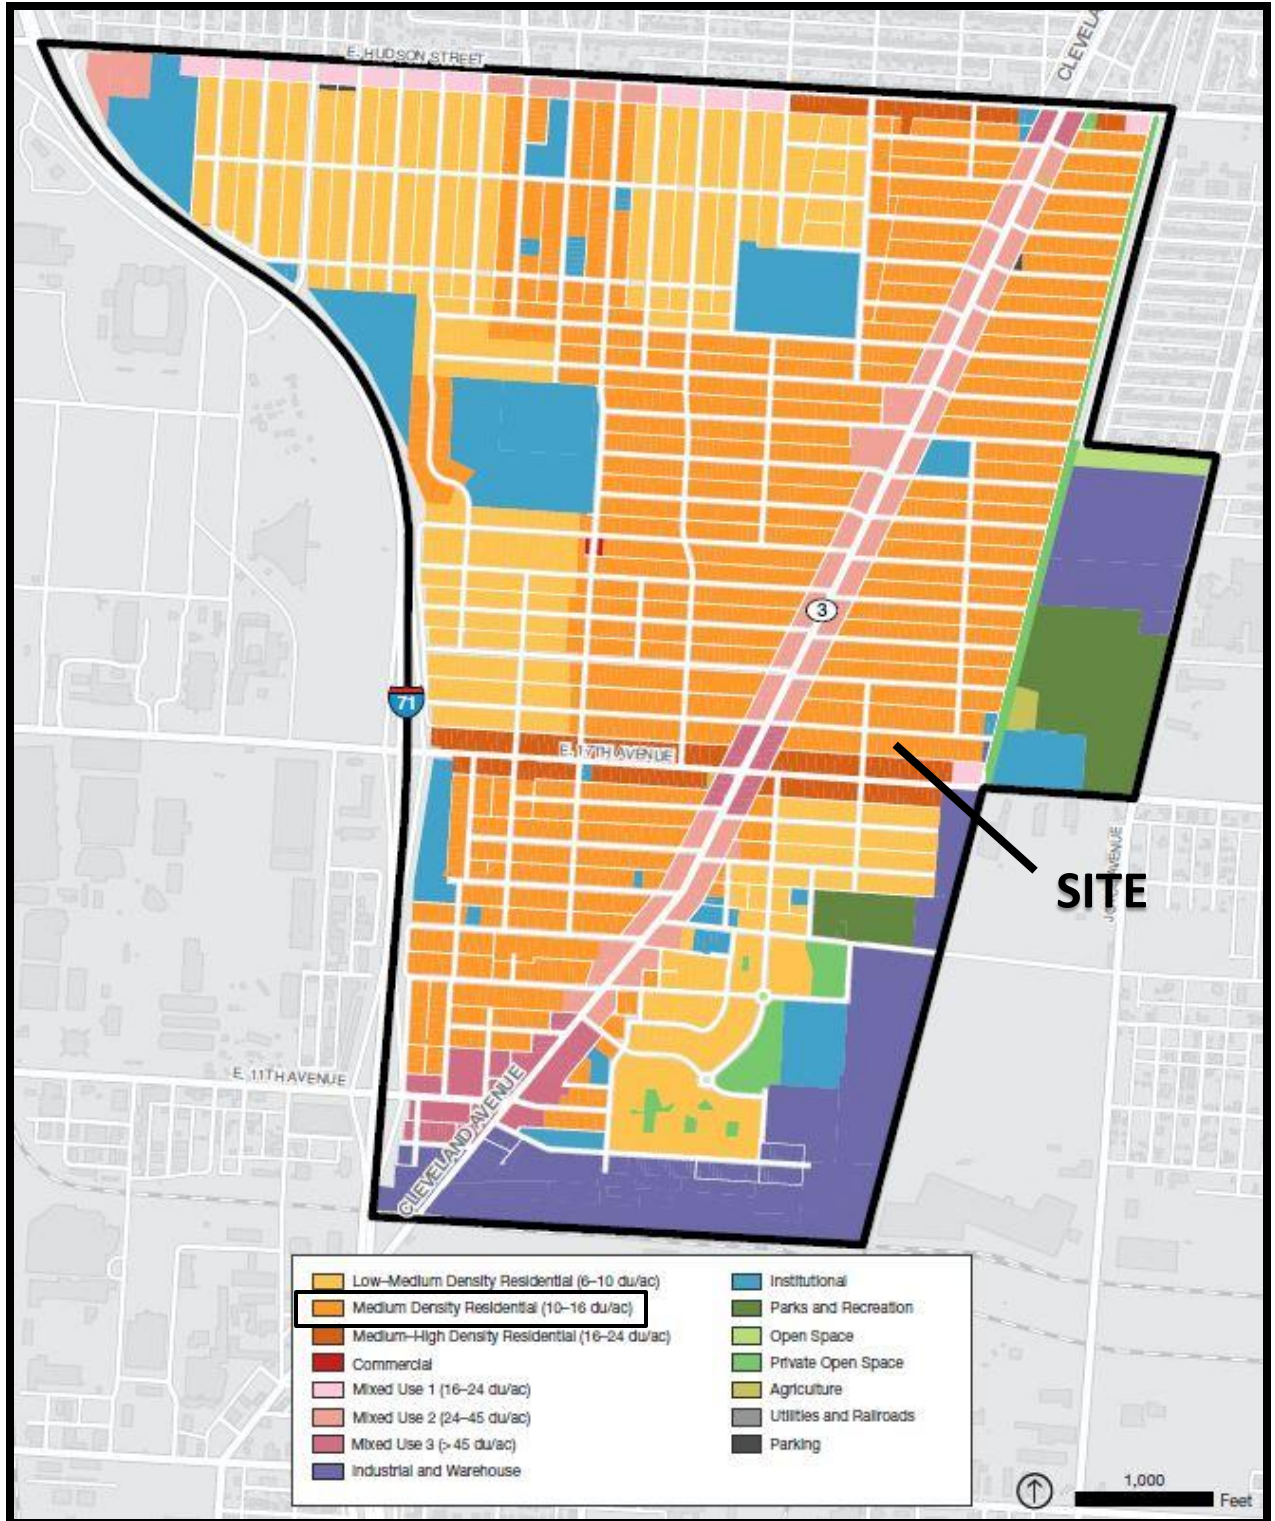 E. HUDSON STREET
CLEVELA
3
71
E. 17TH AVENUE
SITE
AVENUE
E. 11TH AVENUE
CLEVELAND AVENUE
Low–Medium Density Residential (6–10 du/ac)
Medium Density Residential (10–16 du/ac)
Medium–High Density Residential (16–24 du/ac)
Commercial
Mixed Use 1 (16–24 du/ac)
Mixed Use 2 (24–45 du/ac)
Mixed Use 3 (> 45 du/ac)
Industrial and Warehouse
Institutional
Parks and Recreation
Open Space
Private Open Space
Agriculture
Utilities and Railroads
Parking
1,000
Feet